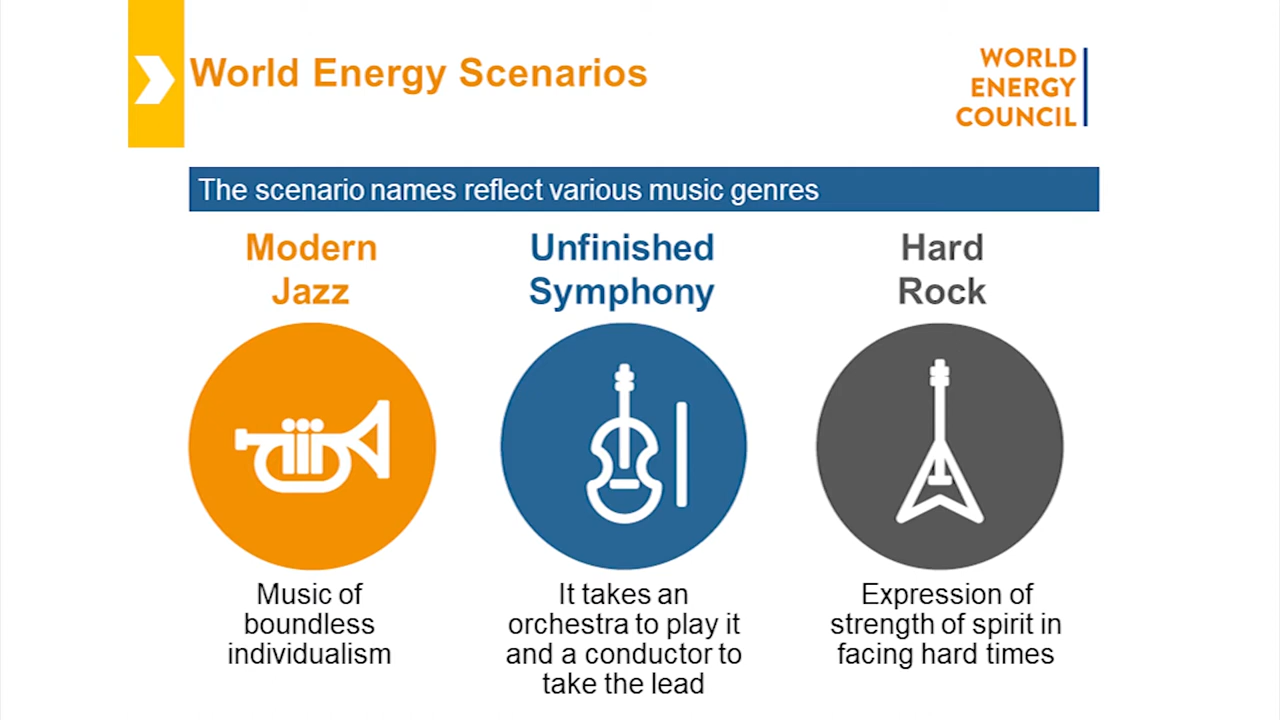 World Energy Scenarios
WORLD
ENERGY
COUNCIL
The scenario names reflect various music genres
Modern
Jazz
Music of
boundless
individualism
Unfinished
Symphony
It takes an
orchestra to play it
and a conductor to
take the lead
Hard
Rock
Expression of
strength of spirit in
facing hard times